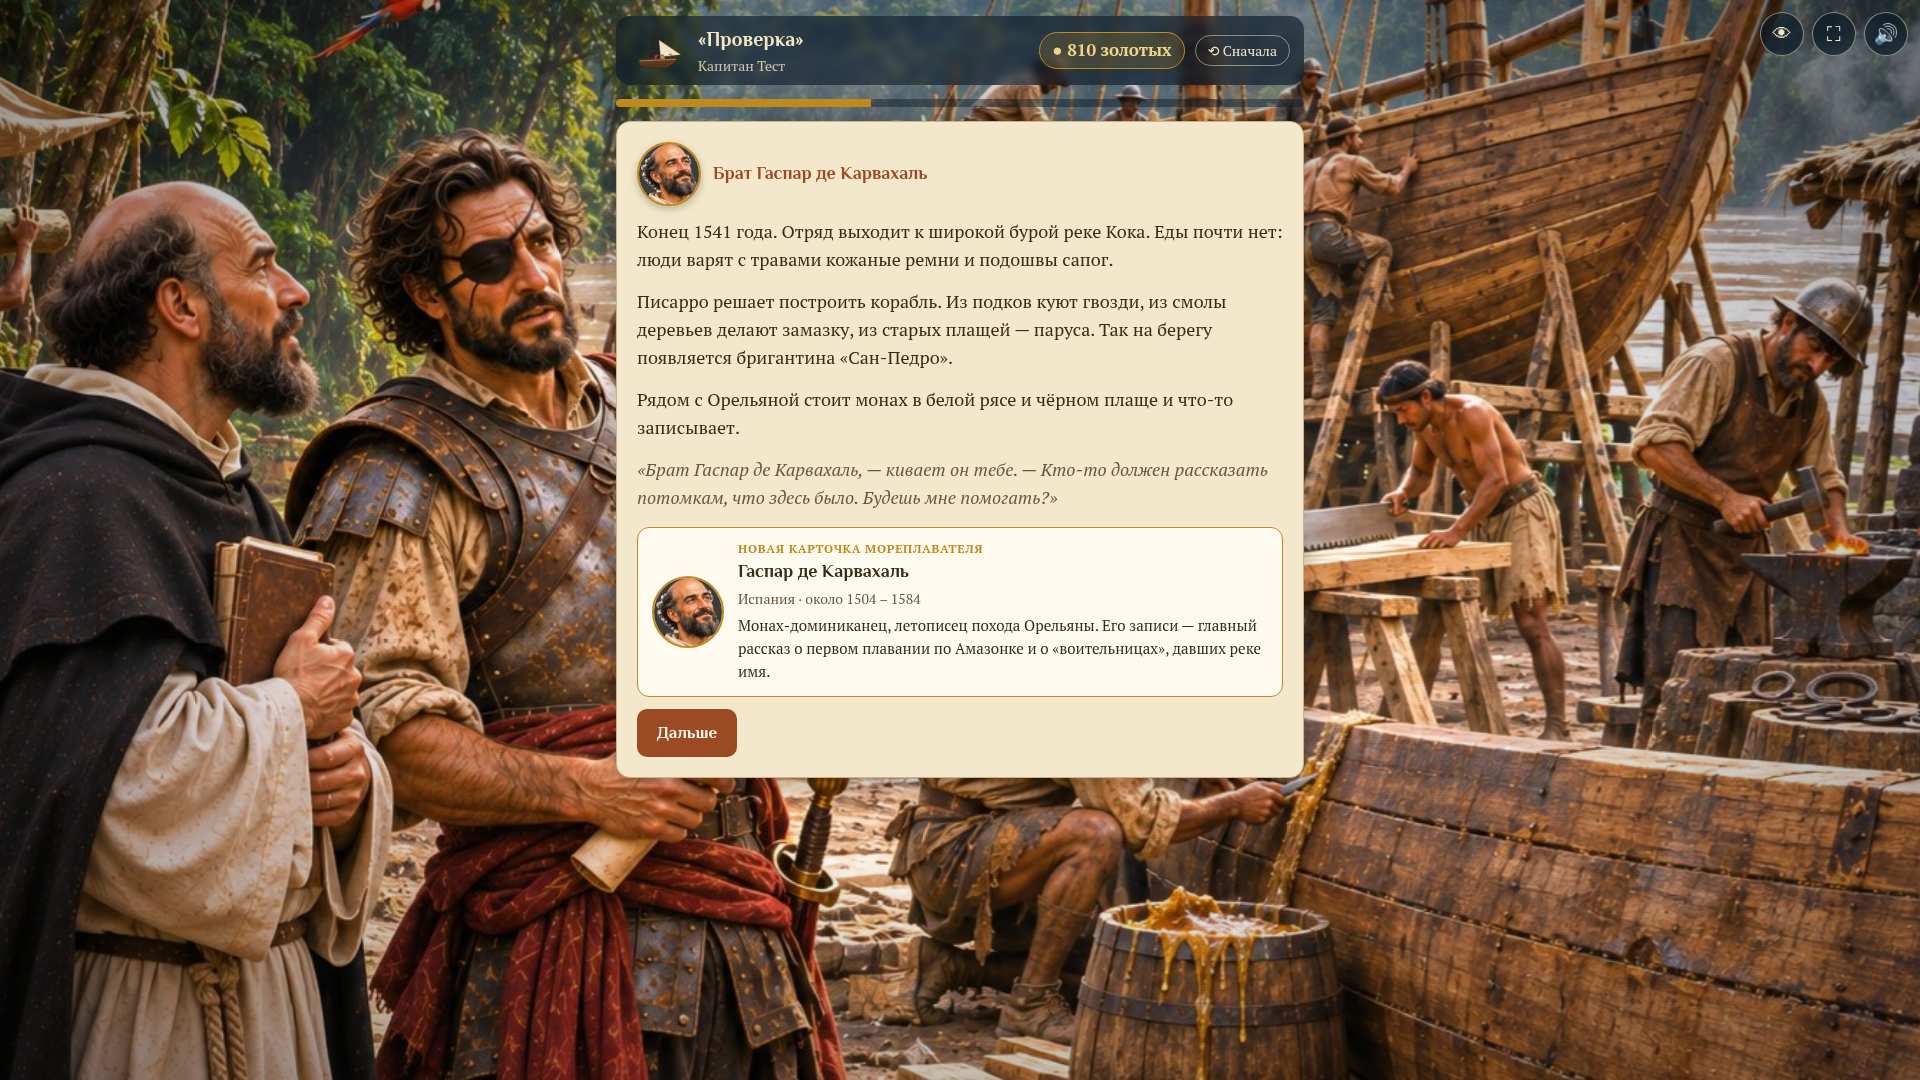 «Проверка»
Капитан Тест
● 810 золотых
⟲ Сначала
Брат Гаспар де Карвахаль
Конец 1541 года. Отряд выходит к широкой бурой реке Кока. Еды почти нет:
люди варят с травами кожаные ремни и подошвы сапог.
Писарро решает построить корабль. Из подков куют гвозди, из смолы
деревьев делают замазку, из старых плащей — паруса. Так на берегу
появляется бригантина «Сан-Педро».
Рядом с Орельяной стоит монах в белой рясе и чёрном плаще и что-то
записывает.
«Брат Гаспар де Карвахаль, — кивает он тебе. — Кто-то должен рассказать
потомкам, что здесь было. Будешь мне помогать?»
НОВАЯ КАРТОЧКА МОРЕПЛАВАТЕЛЯ
Гаспар де Карвахаль
Испания · около 1504 – 1584
Монах-доминиканец, летописец похода Орельяны. Его записи — главный
рассказ о первом плавании по Амазонке и о «воительницах», давших реке
имя.
Дальше